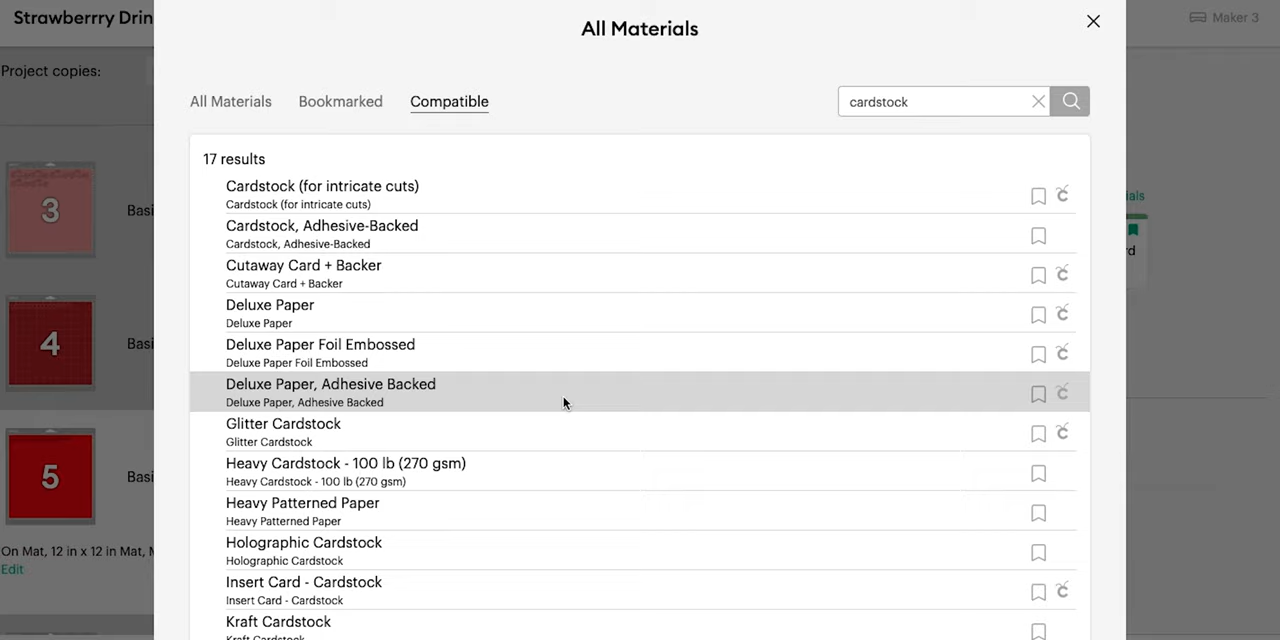 Strawberrry Drin
All Materials
Maker 3
Project copies:
All Materials
Bookmarked
Compatible
cardstock
17 results
Cardstock (for intricate cuts)
Cardstock (for intricate cuts)
Cardstock, Adhesive-Backed
Cardstock, Adhesive-Backed
Cutaway Card + Backer
Cutaway Card + Backer
Deluxe Paper
Deluxe Paper
Deluxe Paper Foil Embossed
Deluxe Paper Foil Embossed
Deluxe Paper, Adhesive Backed
Deluxe Paper, Adhesive Backed
Glitter Cardstock
Glitter Cardstock
Heavy Cardstock - 100 lb (270 gsm)
Heavy Cardstock - 100 lb (270 gsm)
Heavy Patterned Paper
Heavy Patterned Paper
Holographic Cardstock
Holographic Cardstock
Insert Card - Cardstock
Insert Card - Cardstock
Kraft Cardstock
Kraft Cardstock
3
Basi
4
Basi
5
Basi
On Mat, 12 in x 12 in Mat, M
Edit
ials
rd